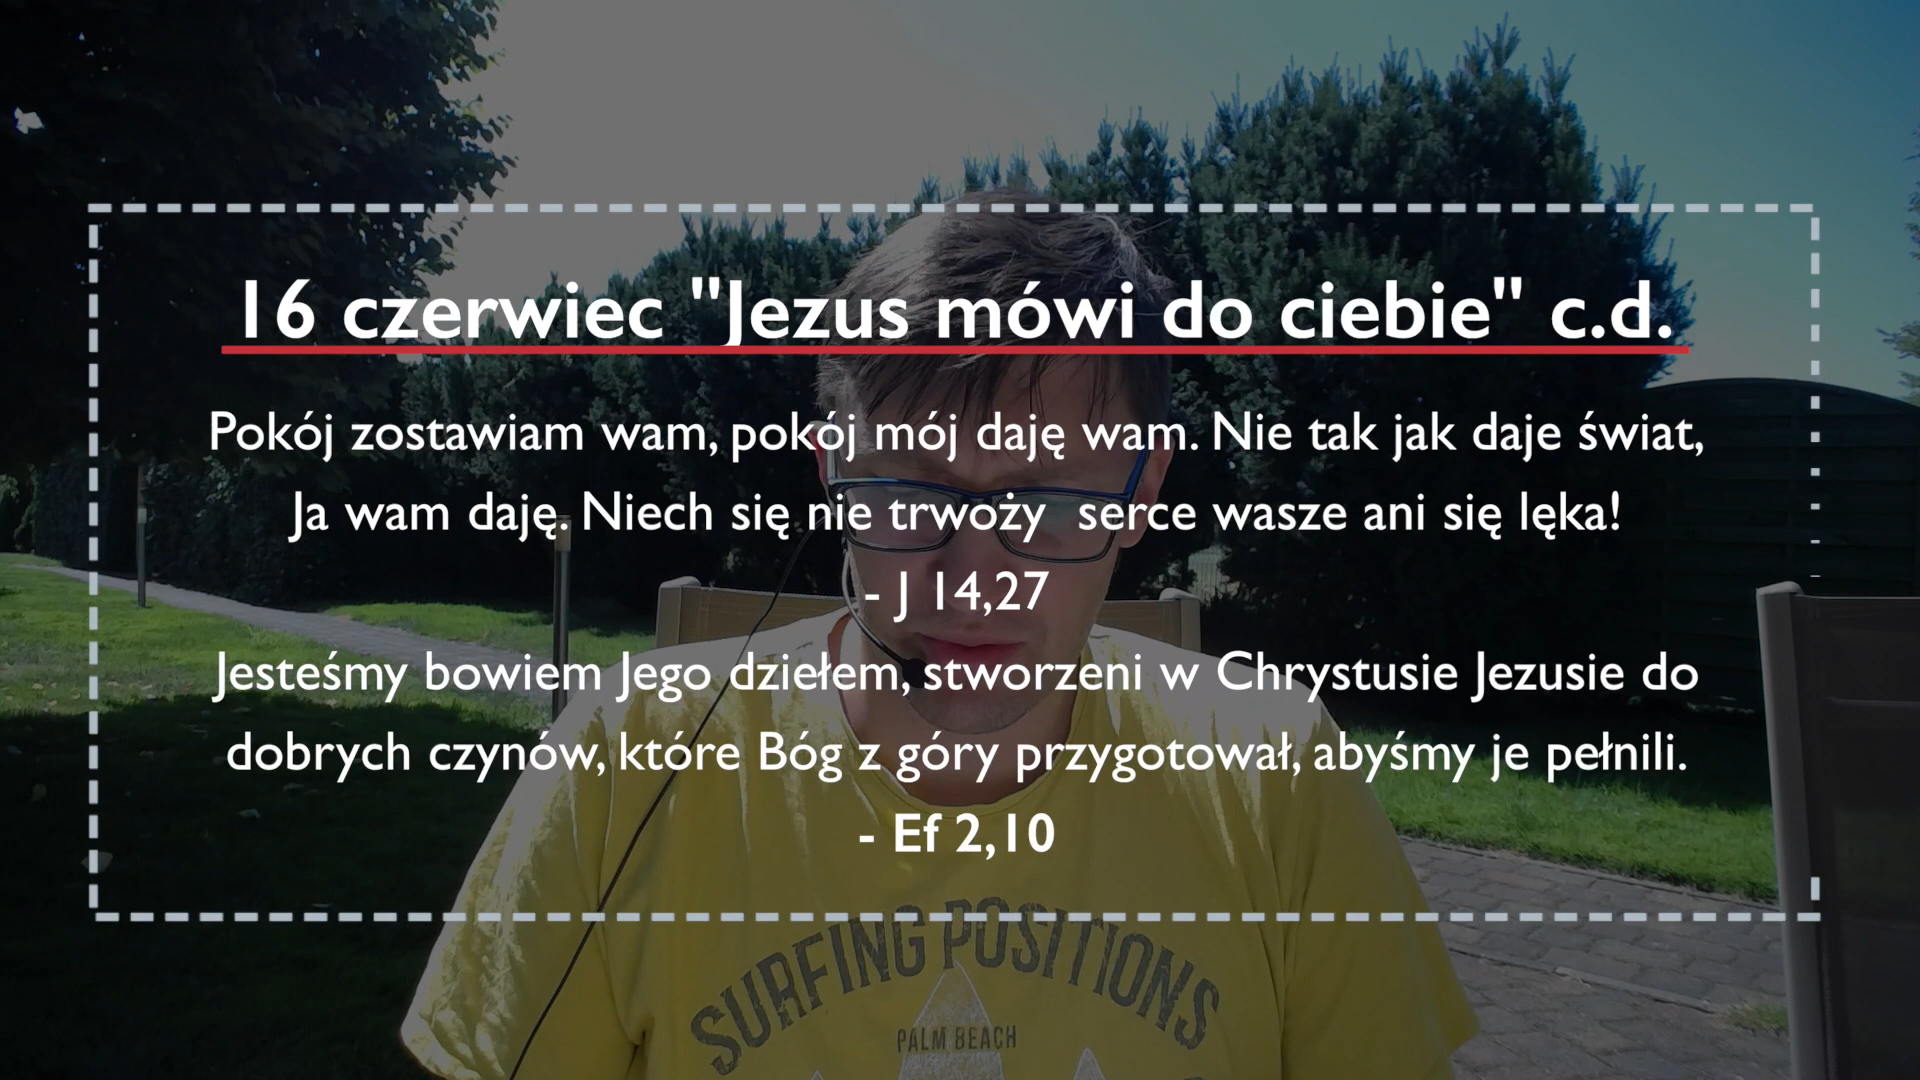 16 czerwiec "Jezus mówi do ciebie" c.d.
Pokój zostawiam wam, pokój mój daję wam. Nie tak jak daje świat,
Ja wam daję. Niech się nie trwoży serce wasze ani się lęka!
- J 14,27
Jesteśmy bowiem Jego dziełem, stworzeni w Chrystusie Jezusie do
dobrych czynów, które Bóg z góry przygotował, abyśmy je pełnili.
- Ef 2,10
SURFING POSITIONS
PALM BEACH